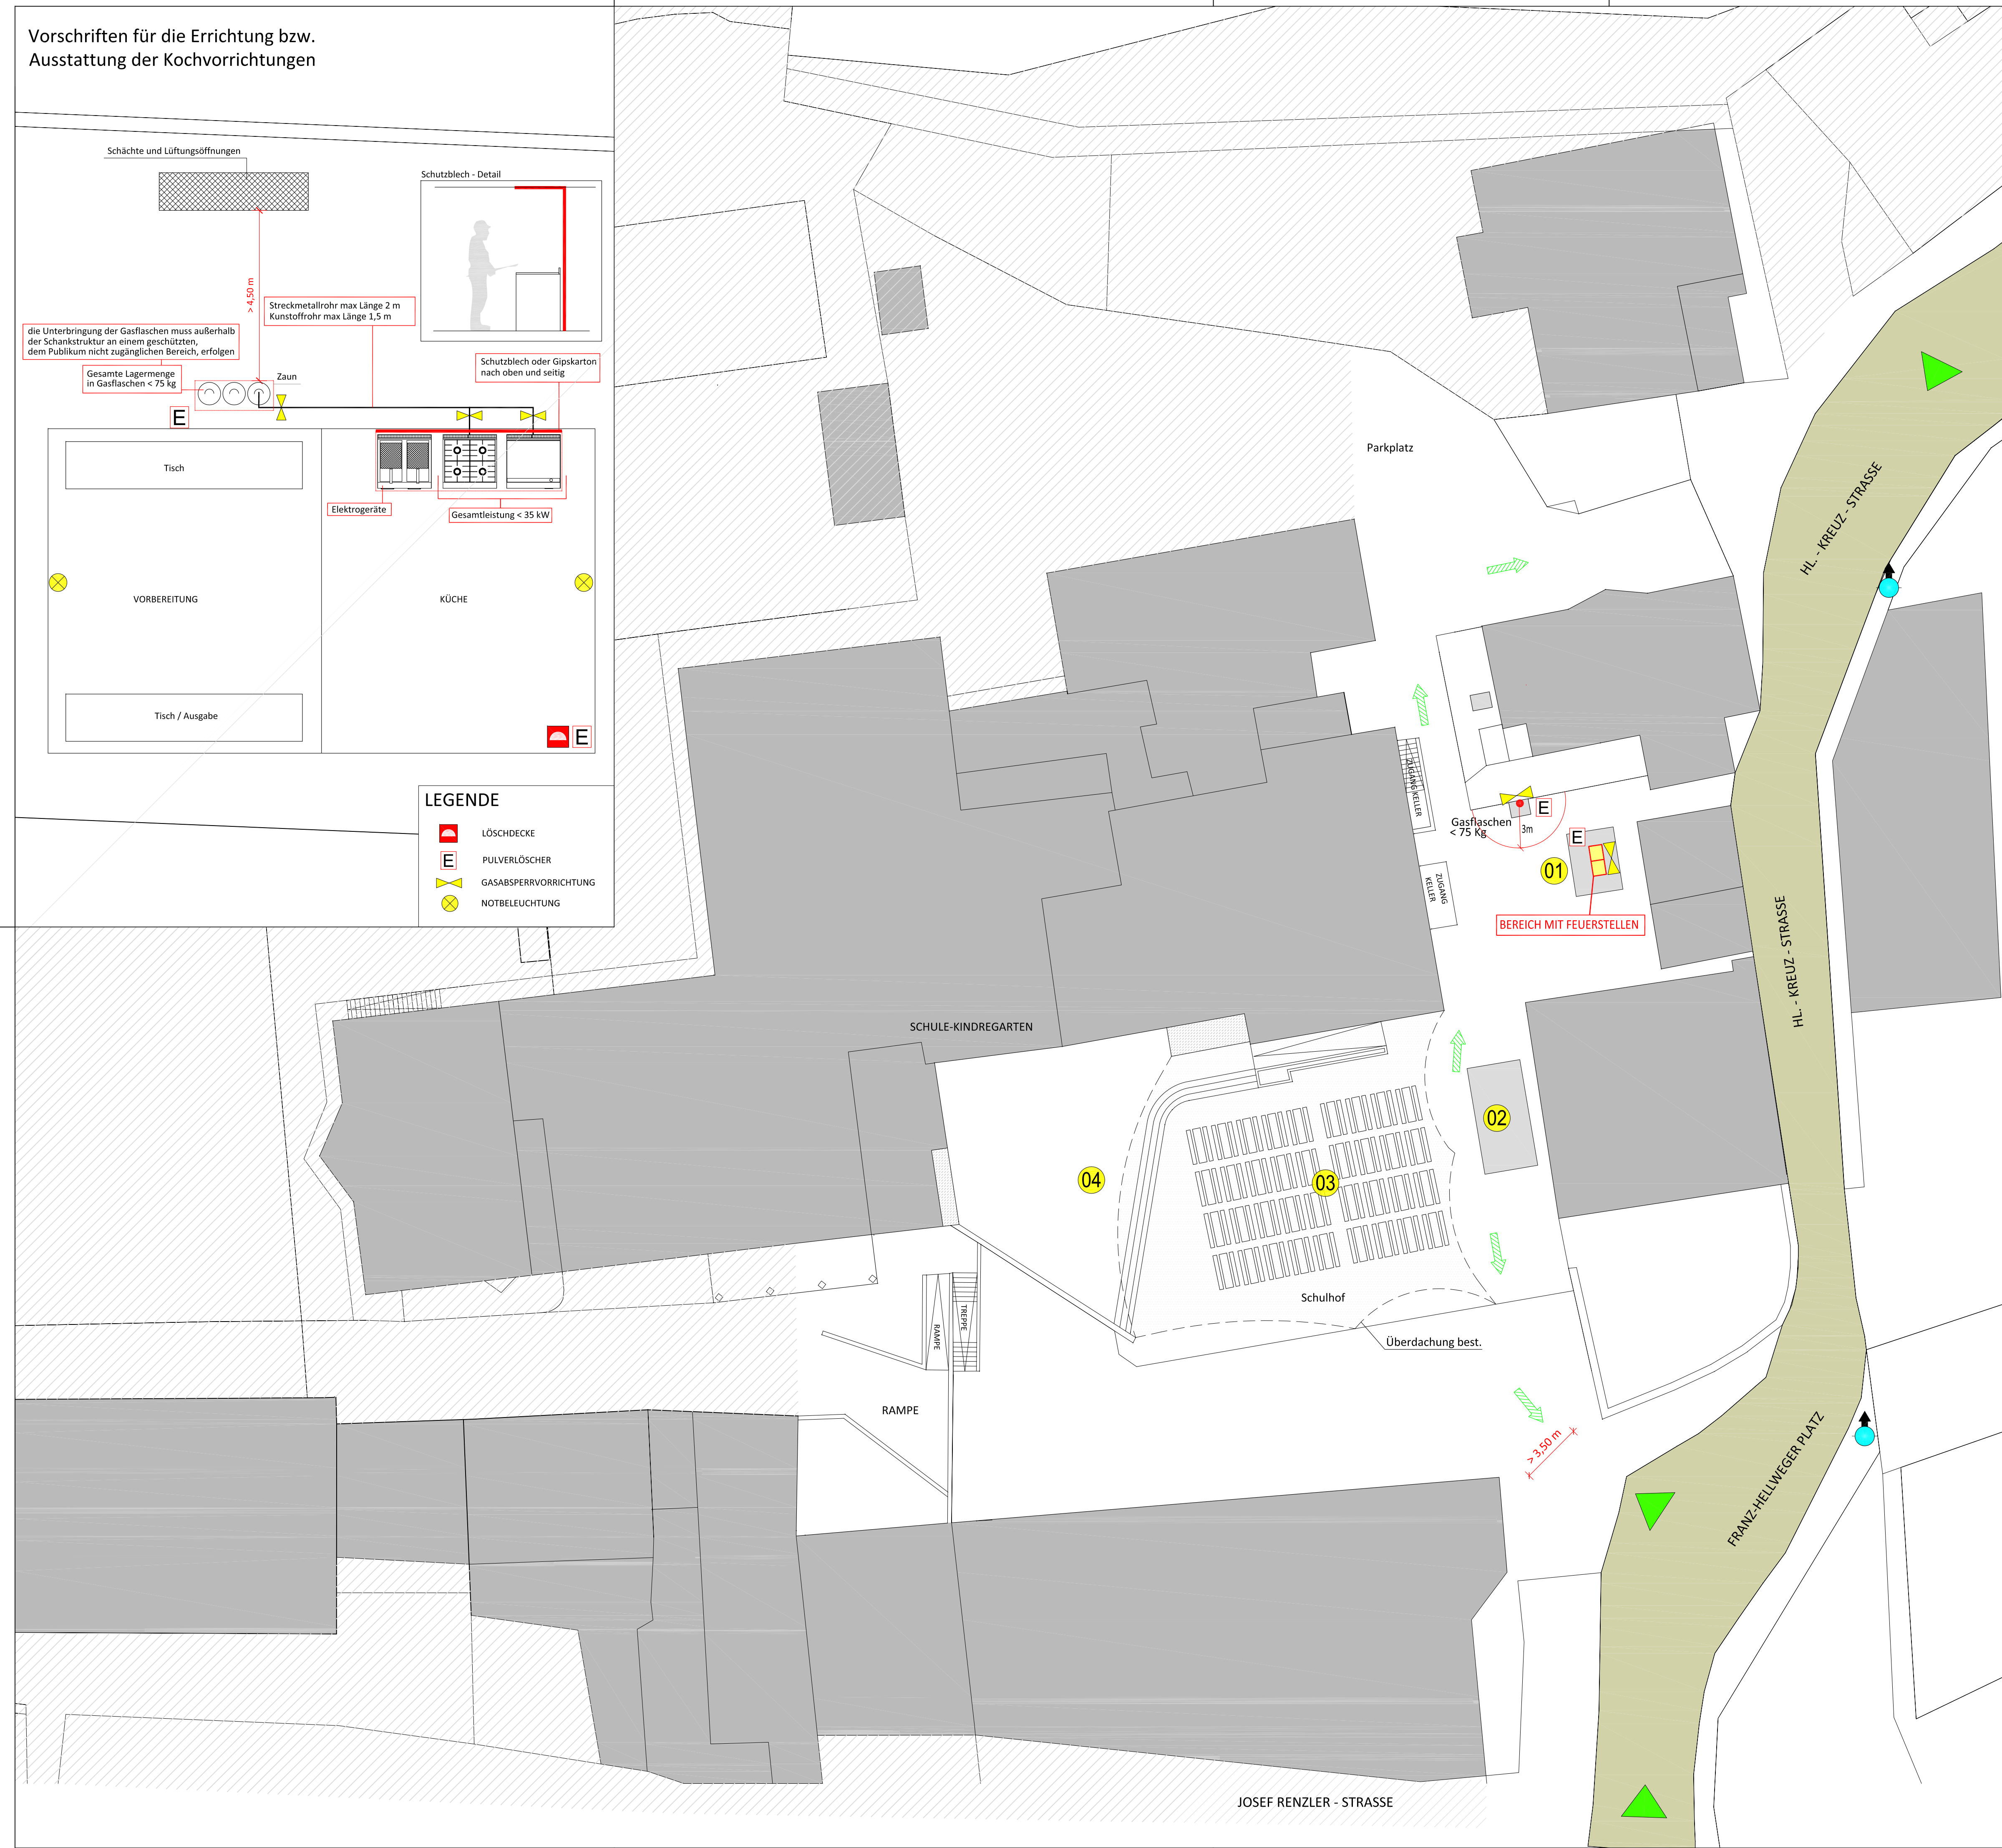 Vorschriften für die Errichtung bzw.
Ausstattung der Kochvorrichtungen
Schächte und Lüftungsöffnungen
Schutzblech - Detail
> 4,50 m
Streckmetallrohr max Länge 2 m
Kunstoffrohr max Länge 1,5 m
die Unterbringung der Gasflaschen muss außerhalb
der Schankstruktur an einem geschützten,
dem Publikum nicht zugänglichen Bereich, erfolgen
Gesamte Lagermenge
in Gasflaschen < 75 kg
Zaun
Schutzblech oder Gipskarton
nach oben und seitig
E
Tisch
Elektrogeräte
Gesamtleistung < 35 kW
VORBEREITUNG
KÜCHE
Tisch / Ausgabe
E
LEGENDE
LÖSCHDECKE
E
PULVERLÖSCHER
GASABSPERRVORRICHTUNG
NOTBELEUCHTUNG
Parkplatz
HL. - KREUZ - STRASSE
ZUGANG KELLER
Gasflaschen
< 75 Kg
3m
E
E
01
ZUGANG
KELLER
BEREICH MIT FEUERSTELLEN
HL. - KREUZ - STRASSE
SCHULE-KINDREGARTEN
02
03
04
Schulhof
Überdachung best.
RAMPE
TREPPE
RAMPE
> 3,50 m
FRANZ-HELLWEGER PLATZ
JOSEF RENZLER - STRASSE